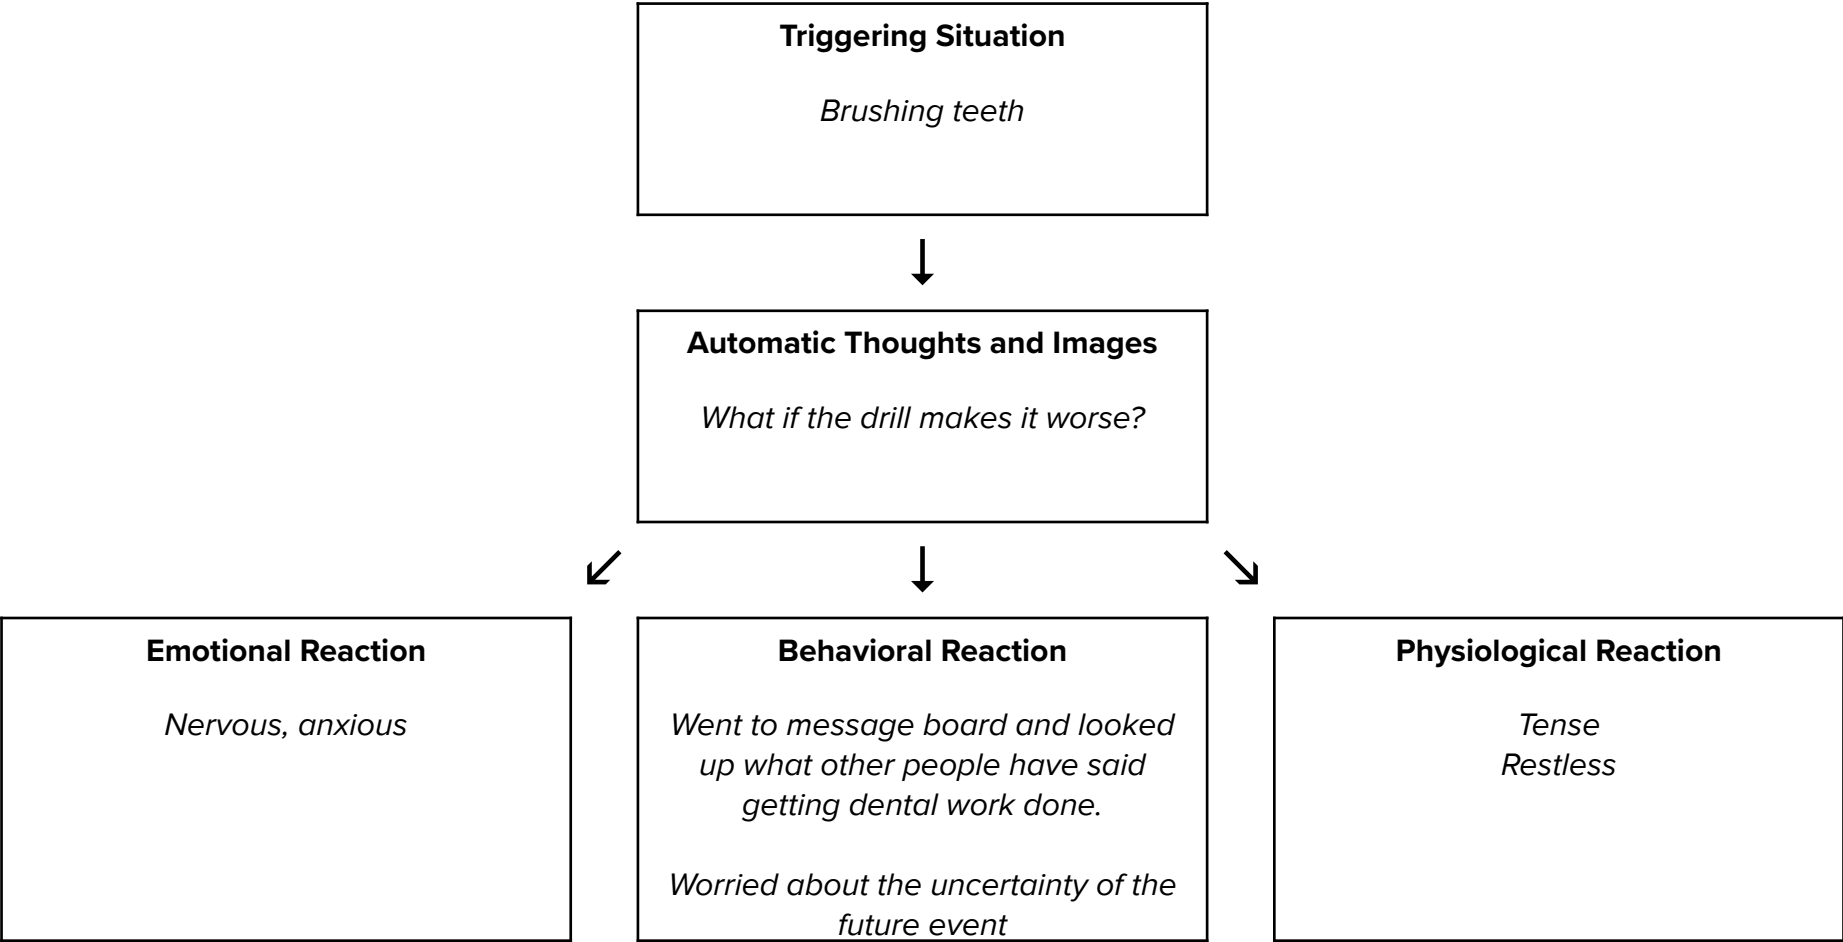 Triggering Situation
Brushing teeth
Automatic Thoughts and Images
What if the drill makes it worse?
Emotional Reaction
Nervous, anxious
Behavioral Reaction
Went to message board and looked
up what other people have said
getting dental work done.
Worried about the uncertainty of the
future event
Physiological Reaction
Tense
Restless